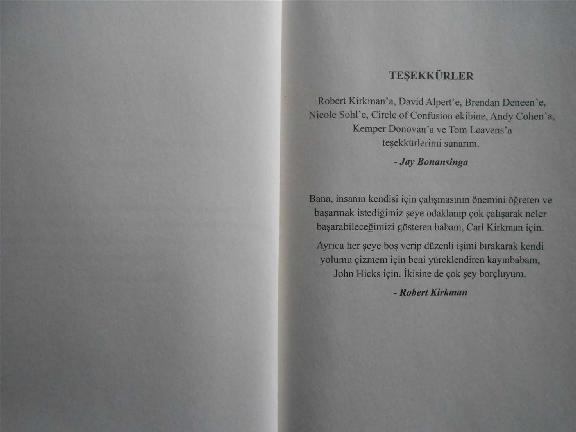 TEŞEKKÜRLER
Robert Kirkman'a, David Alpert'e, Brendan Deneen'e,
Nicole Sohl'e, Circle of Confusion ekibine, Andy Cohen'a,
Kemper Donovan'a ve Tom Leavens'a
teşekkürlerimi sunarım.
- Jay Bonansinga
Bana, insanın kendisi için çalışmasının önemini öğreten ve
başarmak istediğimiz şeye odaklanıp çok çalışarak neler
başarabileceğimizi gösteren babam, Carl Kirkman için.
Ayrıca her şeye boş verip düzenli işimi bırakarak kendi
yolumu çizmem için beni yüreklendiren kayınbabam,
John Hicks için. İkisine de çok şey borçluyum.
- Robert Kirkman